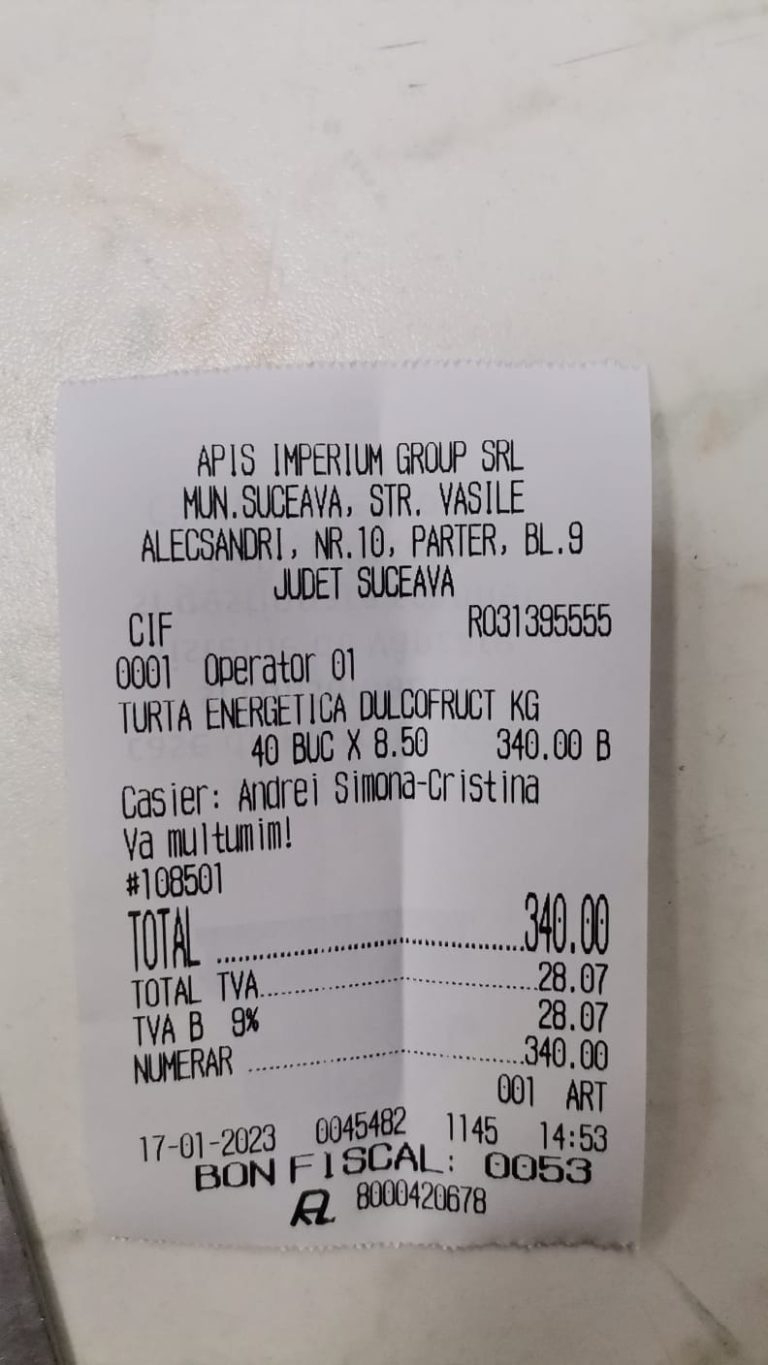 APIS IMPERIUM GROUP SRL
MUN.SUCEAVA, STR. VASILE
ALECSANDRI, NR.10, PARTER, BL.9
JUDET SUCEAVA
CIF RO31395555
0001 Operator 01
TURTA ENERGETICA DULCOFRUCT KG
40 BUC X 8.50 340.00 B
Casier: Andrei Simona-Cristina
Va multumim!
#108501
TOTAL ................................340.00
TOTAL TVA................................28.07
TVA B 9% 28.07
NUMERAR ................................340.00
001 ART
17-01-2023 0045482 1145 14:53
BON FISCAL: 0053
8000420678